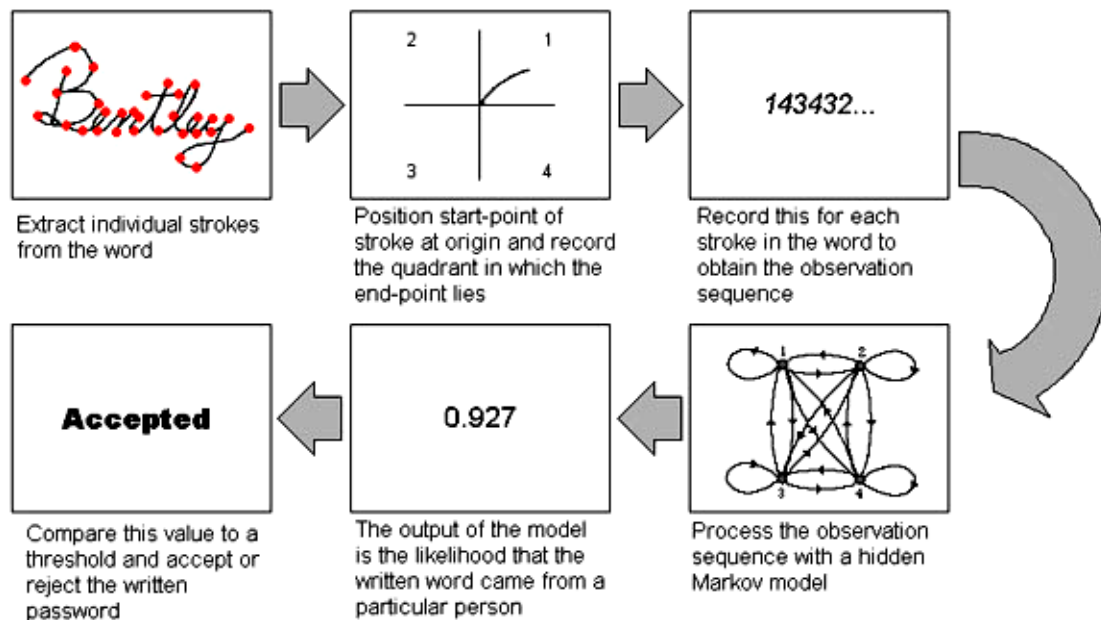 Bentley
Extract individual strokes
from the word
2 1
3 4
Position start-point of
stroke at origin and record
the quadrant in which the
end-point lies
143432...
Record this for each
stroke in the word to
obtain the observation
sequence
1 2
3 4
Process the observation
sequence with a hidden
Markov model
0.927
The output of the model
is the likelihood that the
written word came from a
particular person
Accepted
Compare this value to a
threshold and accept or
reject the written
password